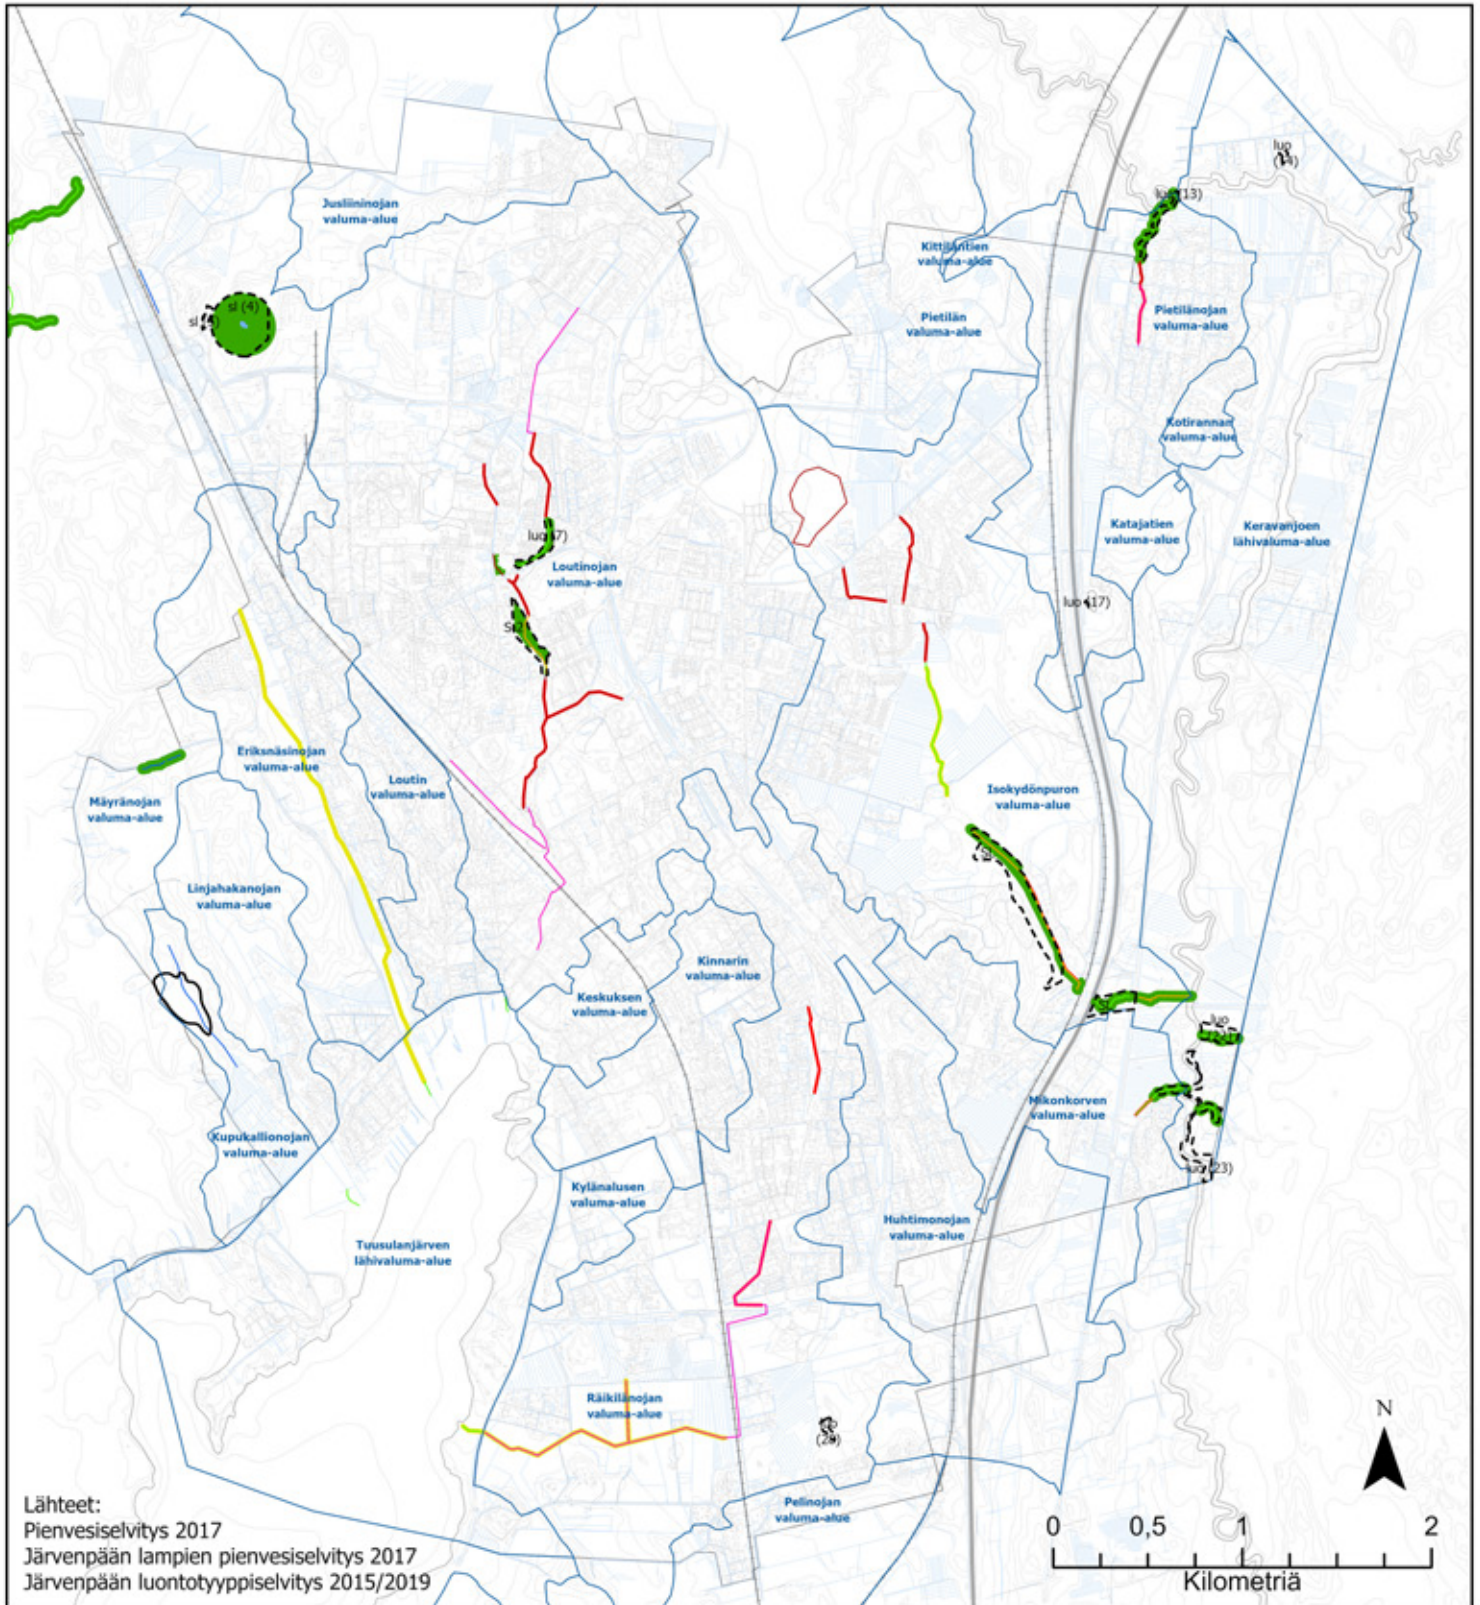 luo
(14)
luo (13)
Jusliininojan
valuma-alue
Kittiläntien
valuma-alue
sl (4)
Pietilän
valuma-alue
Pietilänojan
valuma-alue
Kotirannan
valuma-alue
Katajatien
valuma-alue
Keravanjoen
lähivaluma-alue
luo (7)
Loutinojan
valuma-alue
luo (17)
Eriksnäsinojan
valuma-alue
Loutin
valuma-alue
Isokydönpuron
valuma-alue
Mäyränojan
valuma-alue
Linjahakanojan
valuma-alue
Kinnarin
valuma-alue
Keskuksen
valuma-alue
luo
Mikonkorven
valuma-alue
Kupukallionojan
valuma-alue
luo (23)
Kylänalusen
valuma-alue
Huhtimonojan
valuma-alue
Tuusulanjärven
lähivaluma-alue
Räikilänojan
valuma-alue
N
Pelinojan
valuma-alue
Lähteet:
Pienvesiselvitys 2017
Järvenpään lampien pienvesiselvitys 2017
Järvenpään luontotyyppiselvitys 2015/2019
0 0,5 1 2
Kilometriä